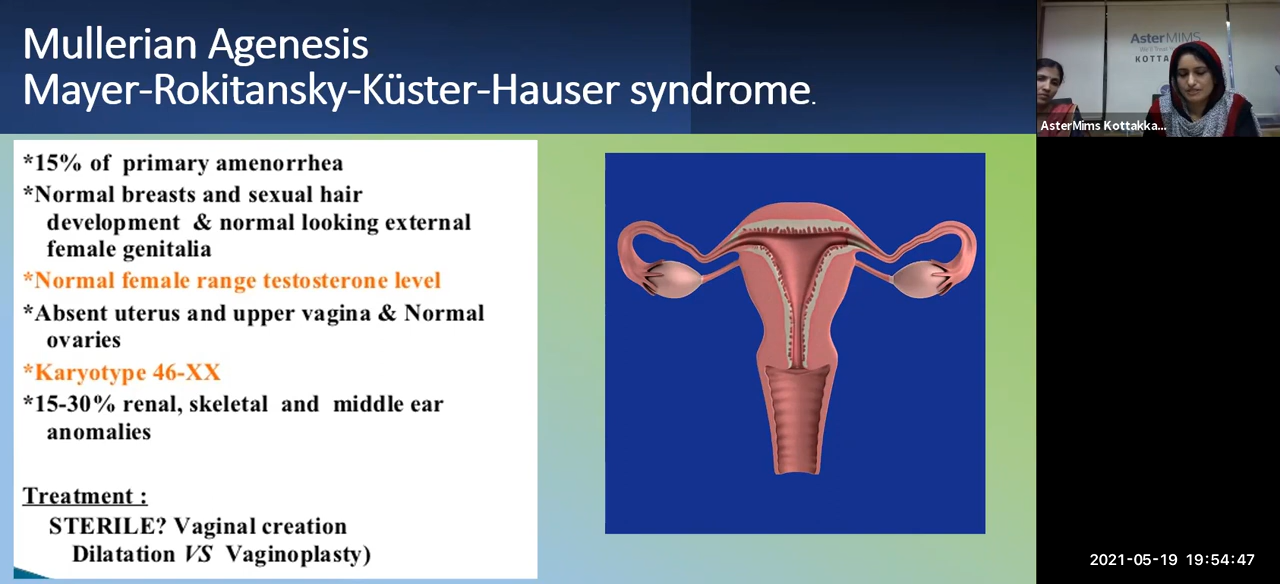 Mullerian Agenesis
Mayer-Rokitansky-Küster-Hauser syndrome.
*15% of primary amenorrhea
*Normal breasts and sexual hair
development & normal looking external
female genitalia
*Normal female range testosterone level
*Absent uterus and upper vagina & Normal
ovaries
*Karyotype 46-XX
*15-30% renal, skeletal and middle ear
anomalies
Treatment :
STERILE? Vaginal creation
Dilatation VS Vaginoplasty)
Aster MIMS
KOTTA
AsterMims Kottakka...
2021-05-19 19:54:47